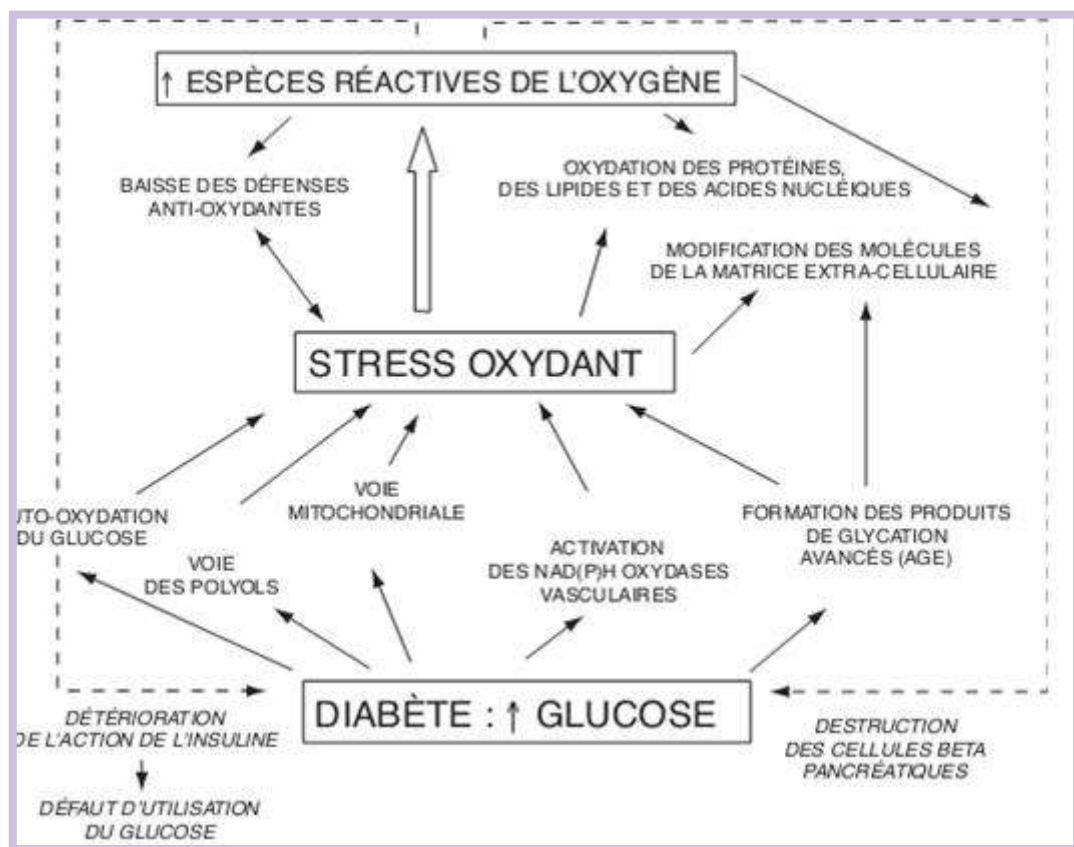 ↑ ESPÈCES RÉACTIVES DE L'OXYGÈNE
BAISSE DES DÉFENSES
ANTI-OXYDANTES
OXYDATION DES PROTÉINES,
DES LIPIDES ET DES ACIDES NUCLÉIQUES
MODIFICATION DES MOLÉCULES
DE LA MATRICE EXTRA-CELLULAIRE
STRESS OXYDANT
UTO-OXYDATION
DU GLUCOSE
VOIE
DES POLYOLS
VOIE
MITOCHONDRIALE
ACTIVATION
DES NAD(P)H OXYDASES
VASCULAIRES
FORMATION DES PRODUITS
DE GLYCATION
AVANCÉS (AGE)
DIABÈTE : ↑ GLUCOSE
DÉTÉRIORATION
DE L'ACTION DE L'INSULINE
DÉFAUT D'UTILISATION
DU GLUCOSE
DESTRUCTION
DES CELLULES BETA
PANCRÉATIQUES